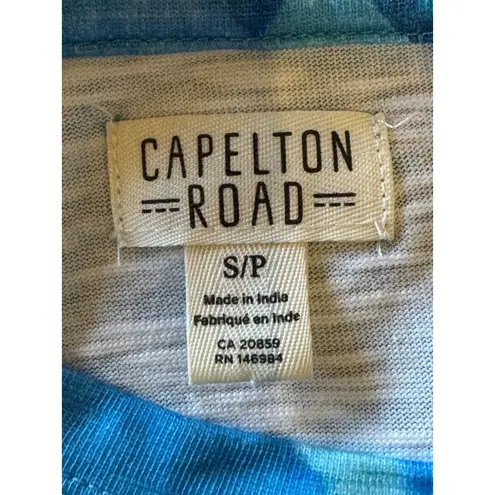 CAPELTON
ROAD
S/P
Made in India
Fabriqué en Inde
CA 20859
RN 146984